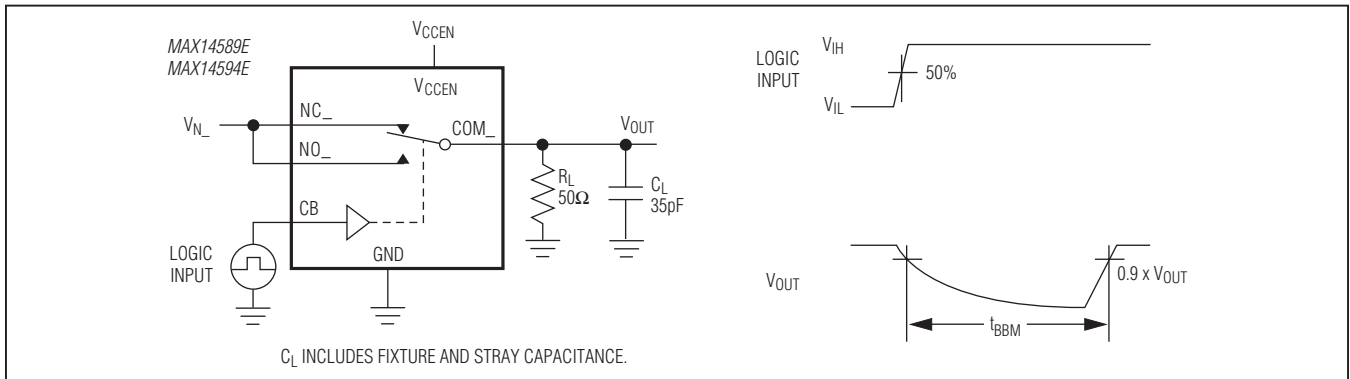 MAX14589E
MAX14594E
VCCEN
VCCEN
NC_
VN_
COM_
VOUT
NO_
RL
50Ω
CL
35pF
CB
LOGIC
INPUT
GND
CL INCLUDES FIXTURE AND STRAY CAPACITANCE.
LOGIC
INPUT
VIH
50%
VIL
VOUT
0.9 x VOUT
tBBM